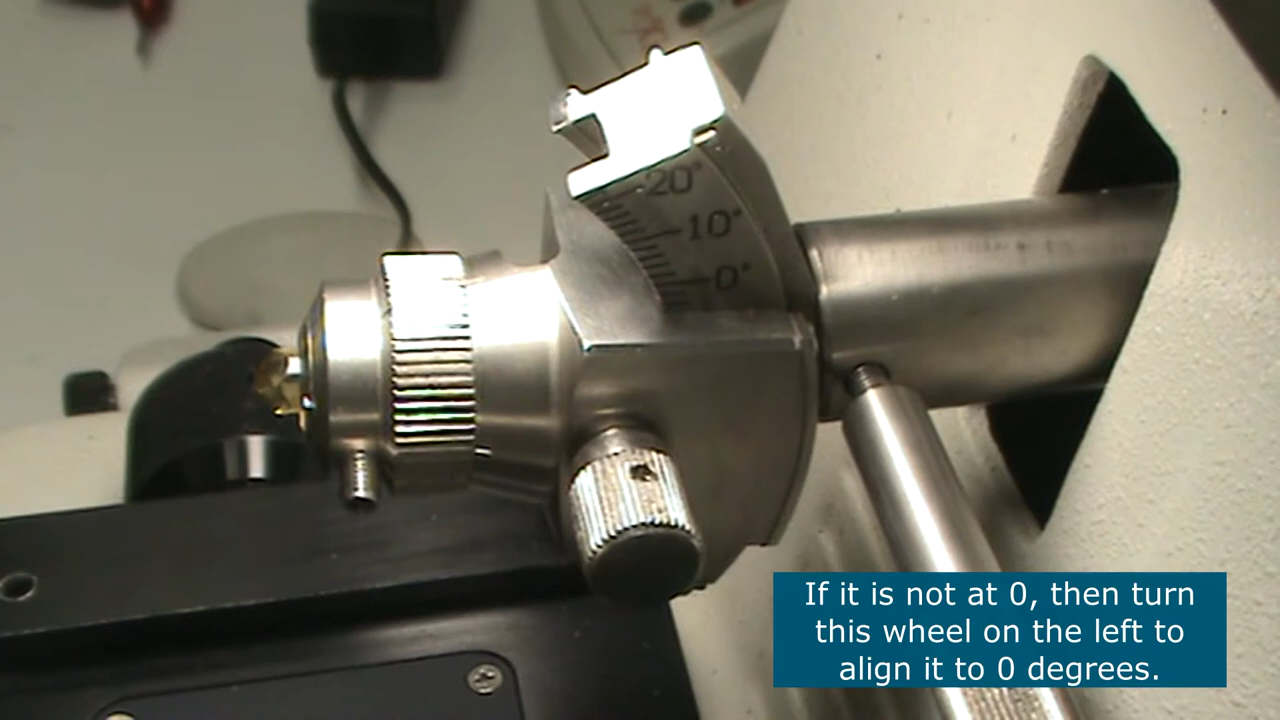 20°
10°
0°
If it is not at 0, then turn
this wheel on the left to
align it to 0 degrees.